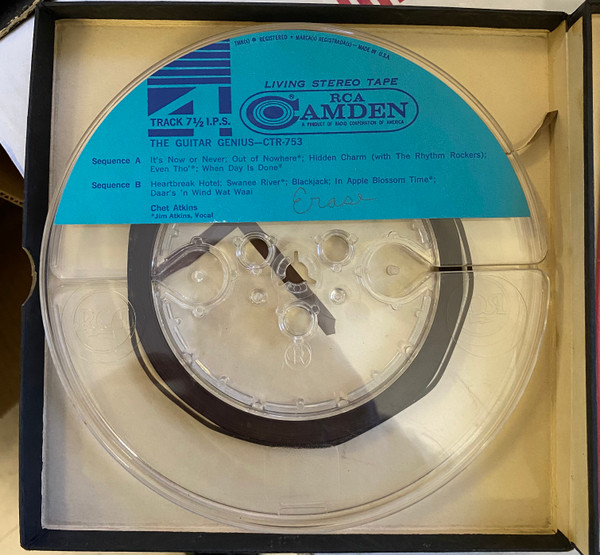 TMK(s) ® REGISTERED • MARCA(s) REGISTRADA(s) — MADE IN U.S.A.
LIVING STEREO TAPE
4
TRACK 7½ I.P.S.
RCA
CAMDEN
A PRODUCT OF RADIO CORPORATION OF AMERICA
THE GUITAR GENIUS—CTR-753
Sequence A It's Now or Never; Out of Nowhere*; Hidden Charm (with The Rhythm Rockers);
Even Tho'*; When Day Is Done*
Sequence B Heartbreak Hotel; Swanee River*; Blackjack; In Apple Blossom Time*;
Daar's 'n Wind Wat Waai
Erase
Chet Atkins
*Jim Atkins, Vocal